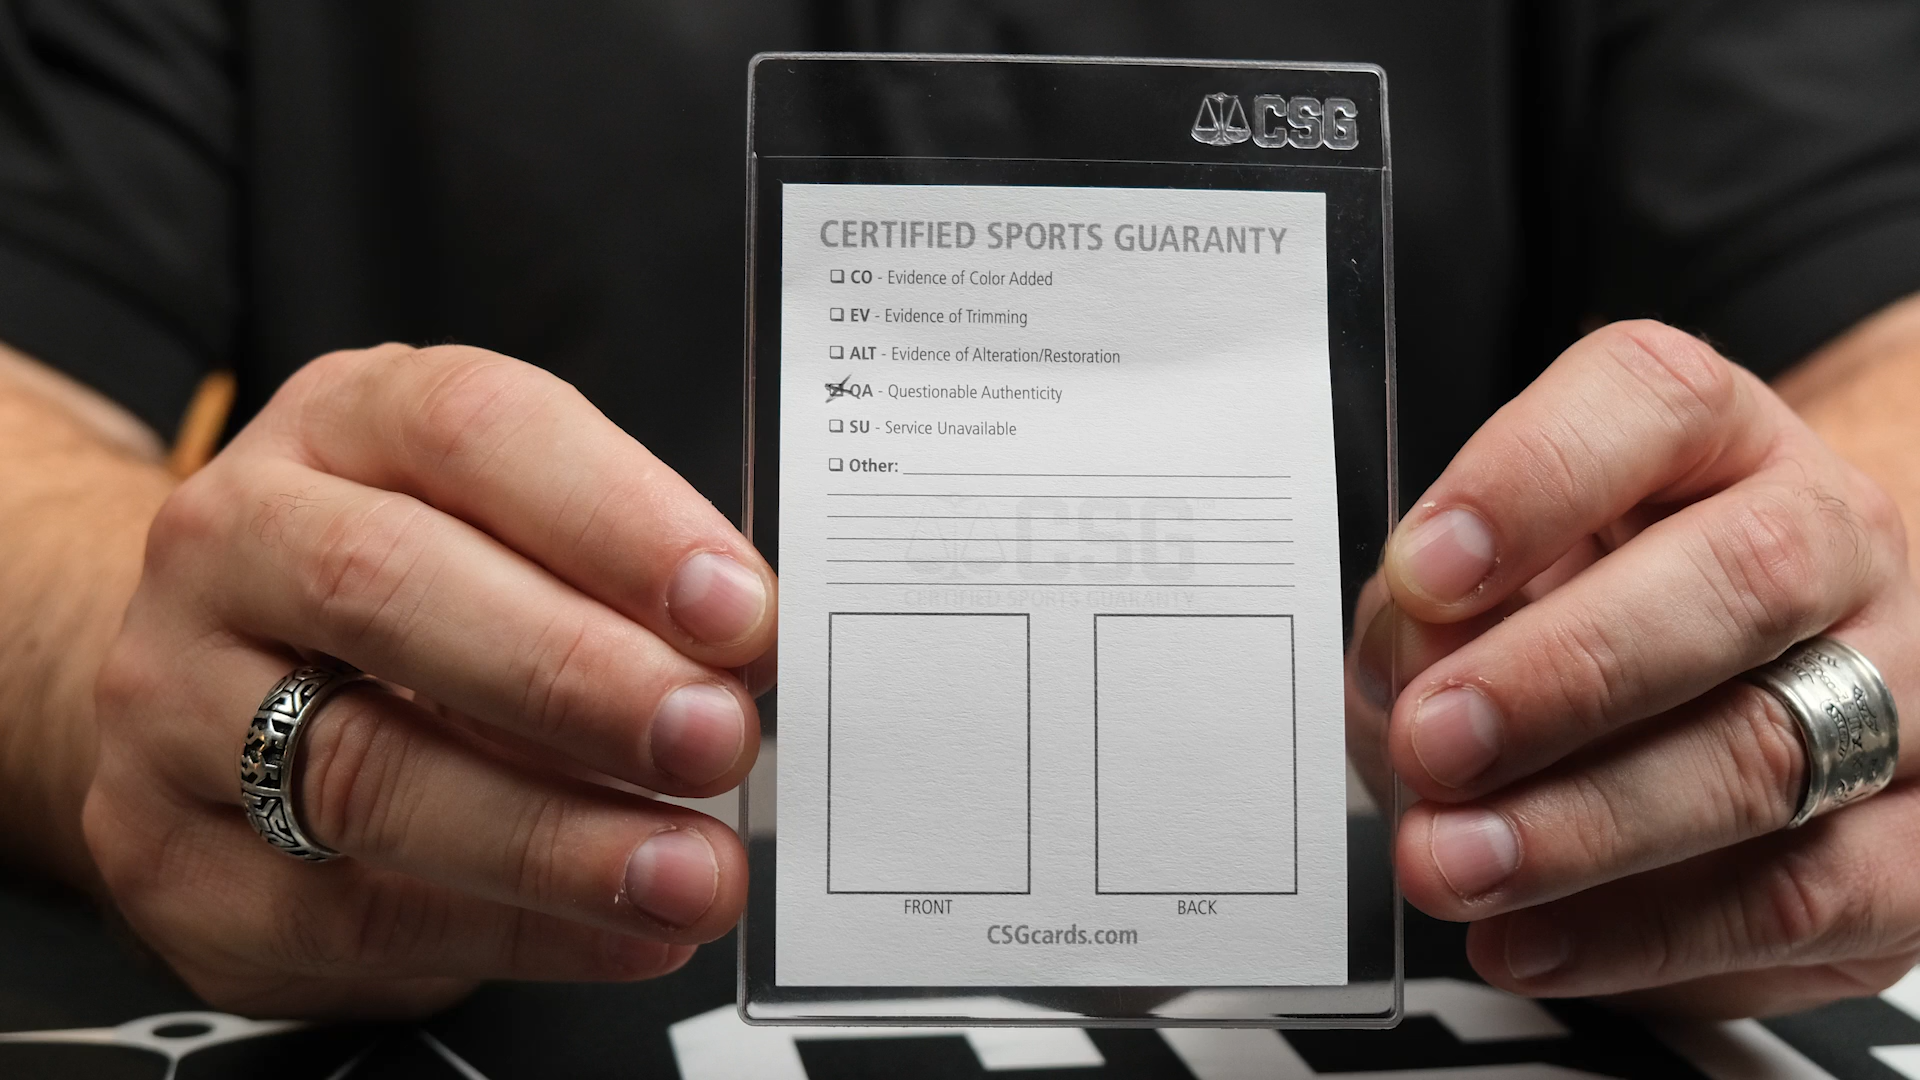 CSG
CERTIFIED SPORTS GUARANTY
CO - Evidence of Color Added
EV - Evidence of Trimming
ALT - Evidence of Alteration/Restoration
QA - Questionable Authenticity
SU - Service Unavailable
Other:
CSG
CERTIFIED SPORTS GUARANTY
FRONT
BACK
CSGcards.com